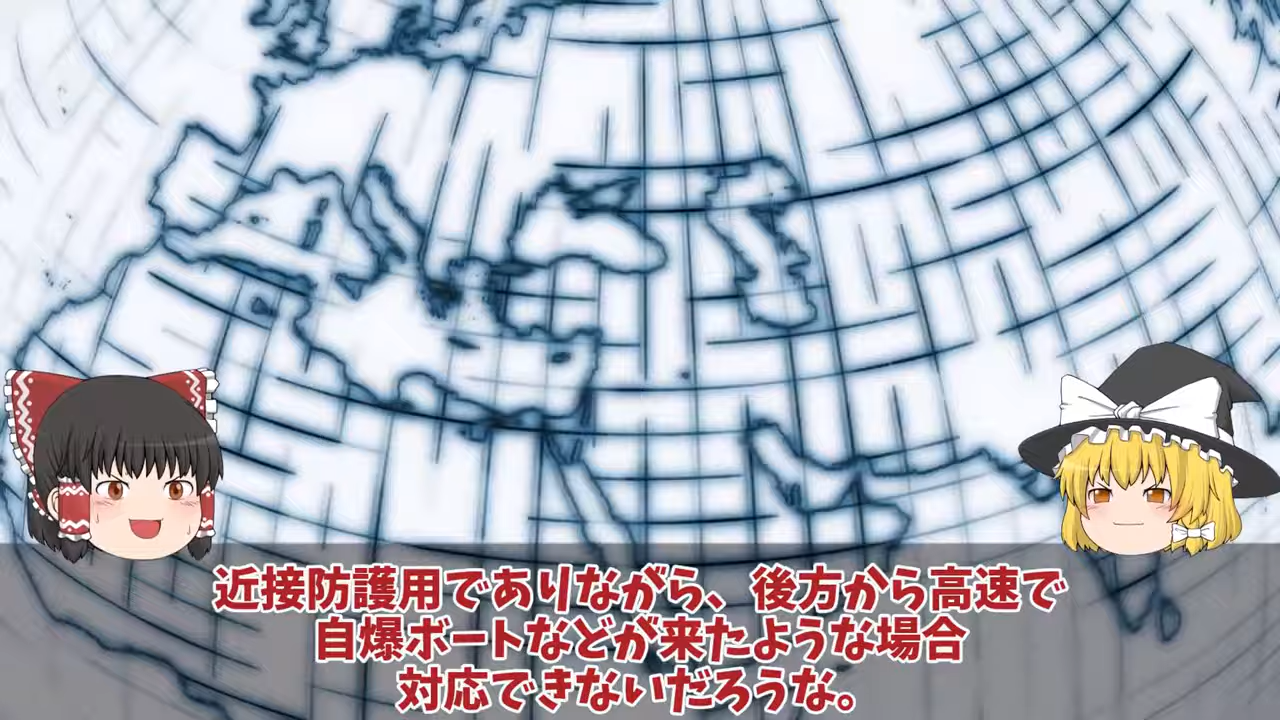 近接防護用でありながら、後方から高速で
自爆ボートなどが来たような場合
対応できないだろうな。